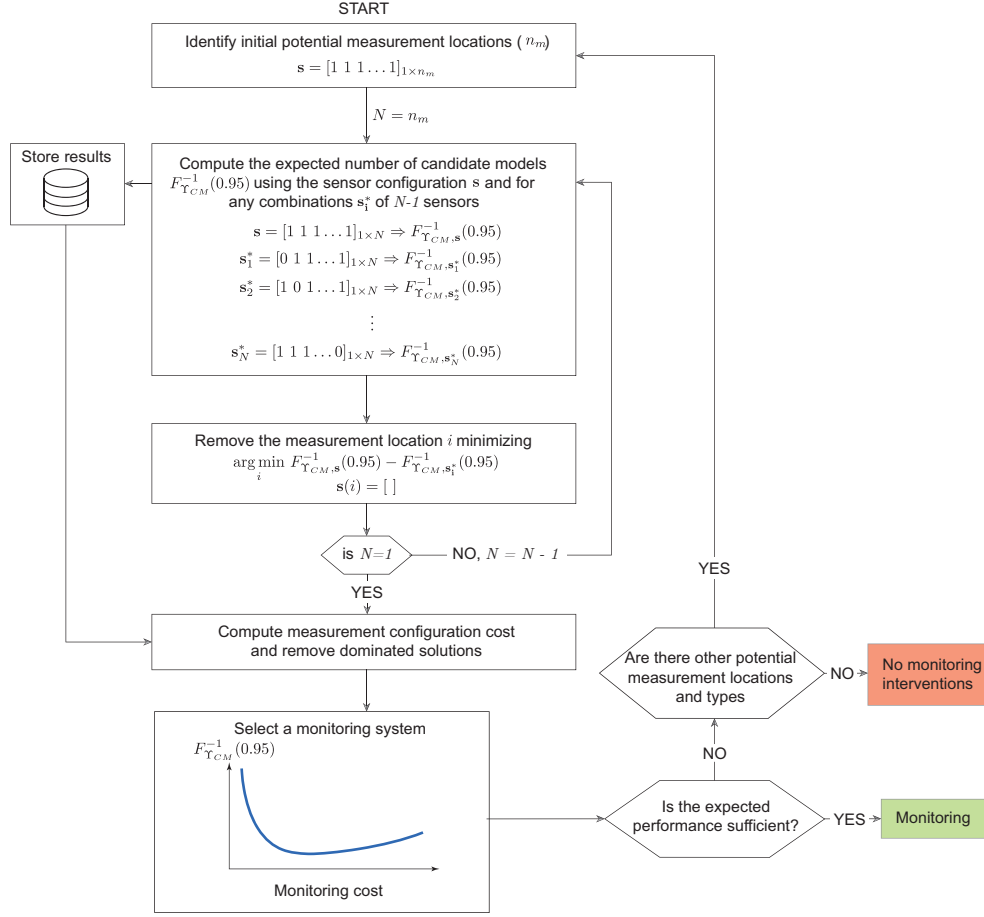 START
Identify initial potential measurement locations ( n_m )
s = [1 1 1 … 1]_{1×n_m}
N = n_m
Store results
Compute the expected number of candidate models
F^{-1}_{Υ_{CM}}(0.95) using the sensor configuration s and for
any combinations s^*_i of N-1 sensors
s = [1 1 1 … 1]_{1×N} ⇒ F^{-1}_{Υ_{CM},s}(0.95)
s^*_1 = [0 1 1 … 1]_{1×N} ⇒ F^{-1}_{Υ_{CM},s^*_1}(0.95)
s^*_2 = [1 0 1 … 1]_{1×N} ⇒ F^{-1}_{Υ_{CM},s^*_2}(0.95)
⋮
s^*_N = [1 1 1 … 0]_{1×N} ⇒ F^{-1}_{Υ_{CM},s^*_N}(0.95)
Remove the measurement location i minimizing
arg min F^{-1}_{Υ_{CM},s}(0.95) − F^{-1}_{Υ_{CM},s^*_i}(0.95)
i
s(i) = [ ]
is N=1
NO, N = N - 1
YES
Compute measurement configuration cost
and remove dominated solutions
Select a monitoring system
F^{-1}_{Υ_{CM}}(0.95)
Monitoring cost
Is the expected
performance sufficient?
YES
Monitoring
NO
Are there other potential
measurement locations
and types
NO
No monitoring
interventions
YES